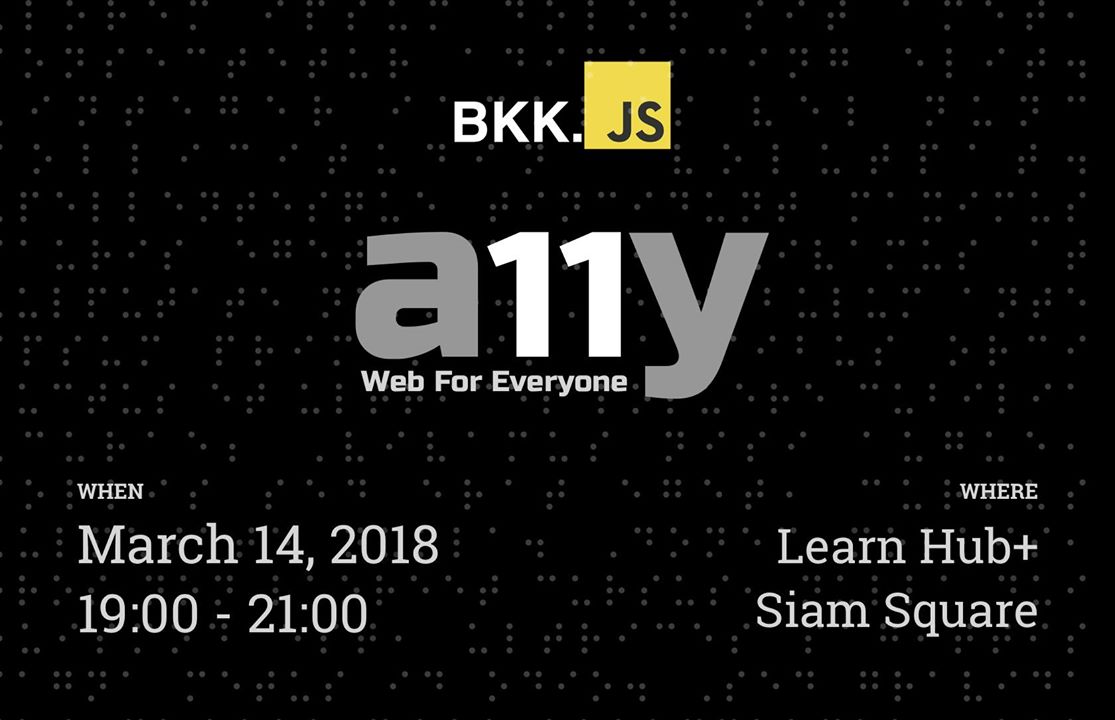 BKK.JS
a11y
Web For Everyone
WHEN
March 14, 2018
19:00 - 21:00
WHERE
Learn Hub+
Siam Square